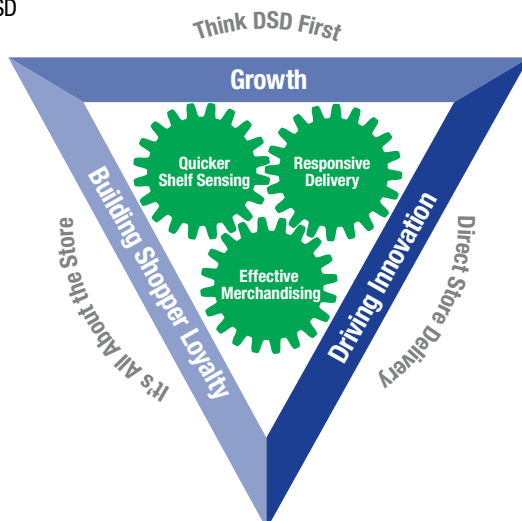 SD
Think DSD First
Growth
Quicker
Shelf Sensing
Responsive
Delivery
Effective
Merchandising
Building Shopper Loyalty
Driving Innovation
It's All About the Store
Direct Store Delivery